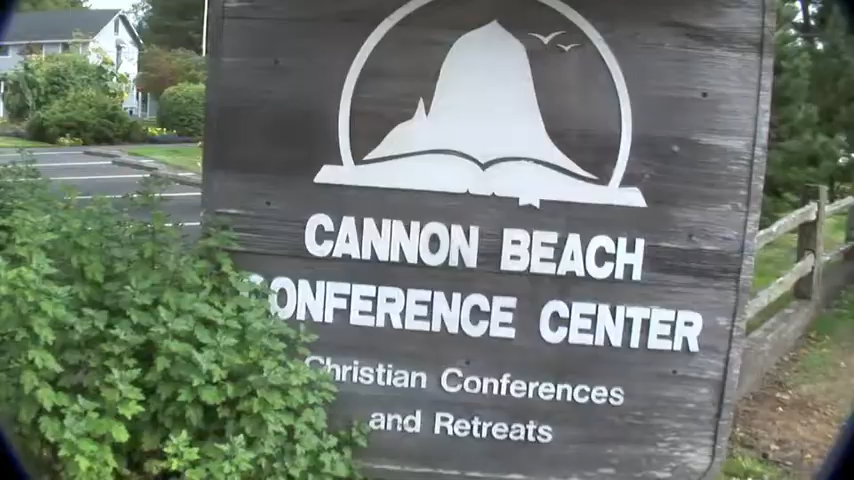 CANNON BEACH
CONFERENCE CENTER
Christian Conferences
and Retreats